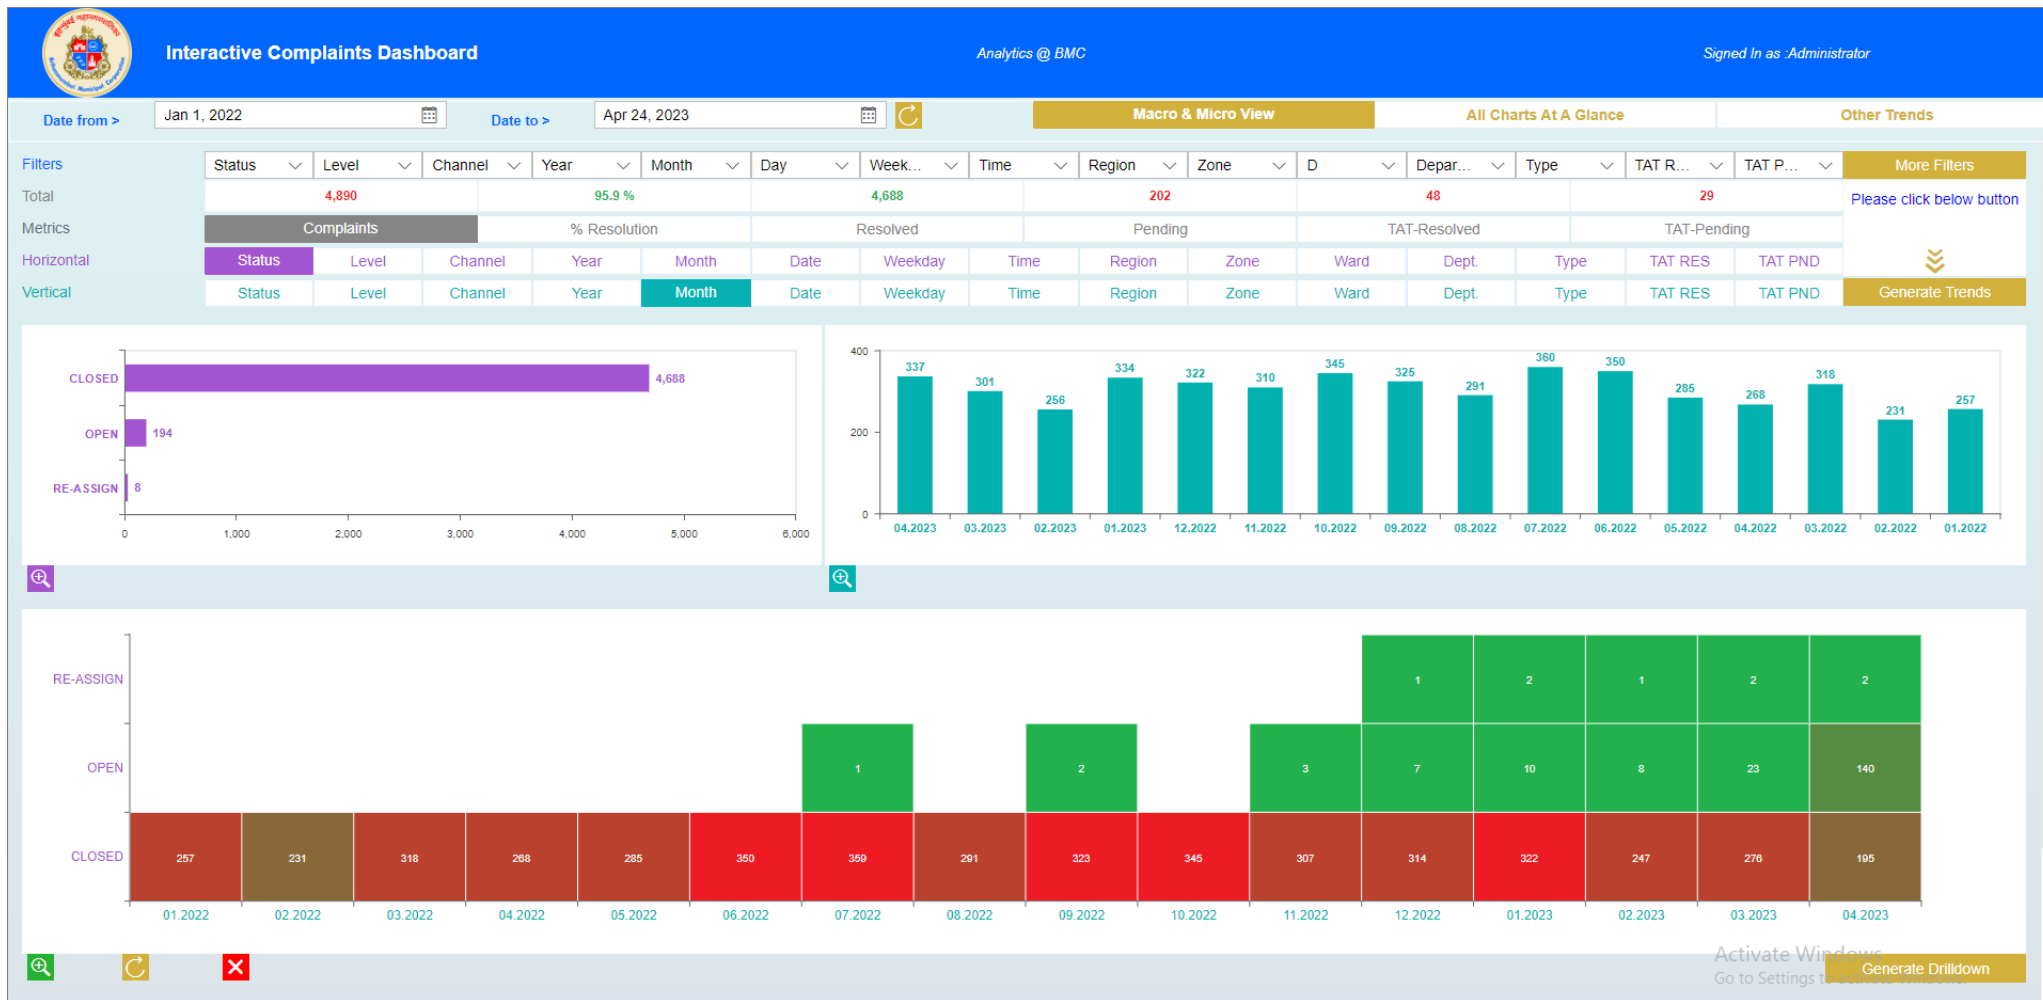 Interactive Complaints Dashboard
Analytics @ BMC
Signed In as :Administrator
Date from >
Jan 1, 2022
Date to >
Apr 24, 2023
Macro & Micro View
All Charts At A Glance
Other Trends
Filters
Status Level Channel Year Month Day Week... Time Region Zone D Depar... Type TAT R... TAT P...
More Filters
Total
4,890 95.9 % 4,688 202 48 29
Please click below button
Metrics
Complaints % Resolution Resolved Pending TAT-Resolved TAT-Pending
Horizontal
Status Level Channel Year Month Date Weekday Time Region Zone Ward Dept. Type TAT RES TAT PND
Vertical
Status Level Channel Year Month Date Weekday Time Region Zone Ward Dept. Type TAT RES TAT PND
Generate Trends
CLOSED 4,688
OPEN 194
RE-ASSIGN 8
0 1,000 2,000 3,000 4,000 5,000 6,000
400
200
0
337 301 256 334 322 310 345 325 291 360 350 285 268 318 231 257
04.2023 03.2023 02.2023 01.2023 12.2022 11.2022 10.2022 09.2022 08.2022 07.2022 06.2022 05.2022 04.2022 03.2022 02.2022 01.2022
RE-ASSIGN 1 2 1 2 2
OPEN 1 2 3 7 10 8 23 140
CLOSED 257 231 318 268 285 350 359 291 323 345 307 314 322 247 276 195
01.2022 02.2022 03.2022 04.2022 05.2022 06.2022 07.2022 08.2022 09.2022 10.2022 11.2022 12.2022 01.2023 02.2023 03.2023 04.2023
Activate Windows
Go to Settings
Generate Drilldown